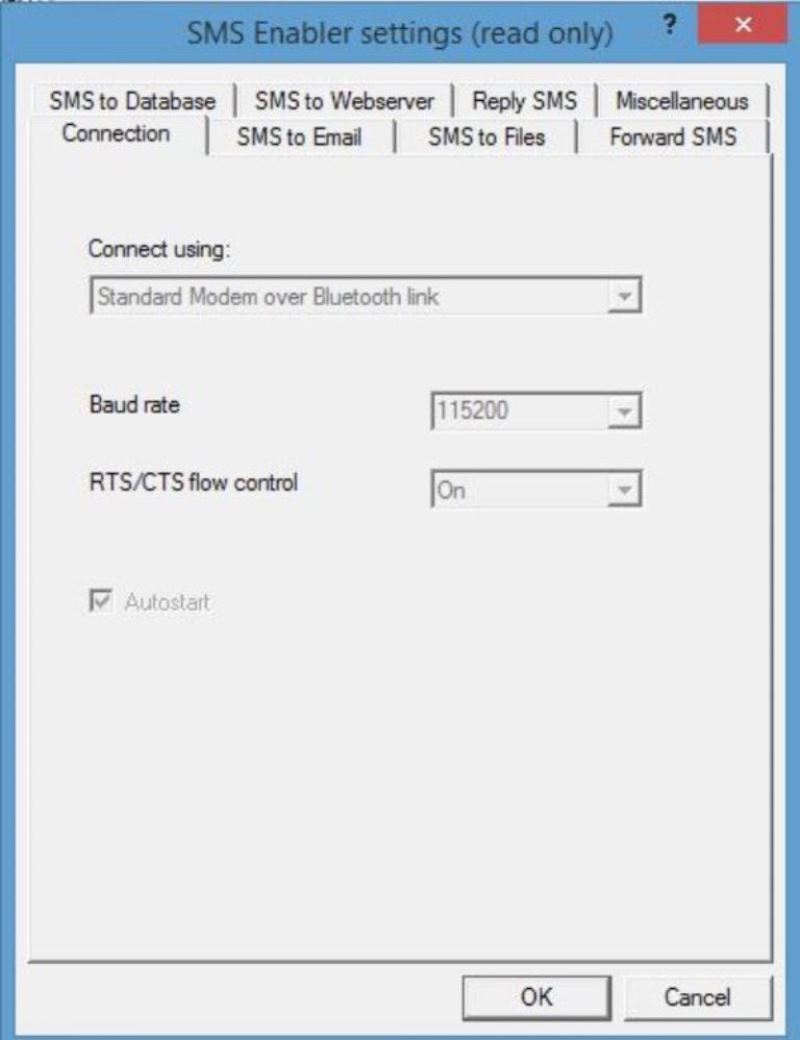 SMS Enabler settings (read only) ? ×
SMS to Database SMS to Webserver Reply SMS Miscellaneous
Connection SMS to Email SMS to Files Forward SMS
Connect using:
Standard Modem over Bluetooth link
Baud rate 115200
RTS/CTS flow control On
Autostart
OK Cancel